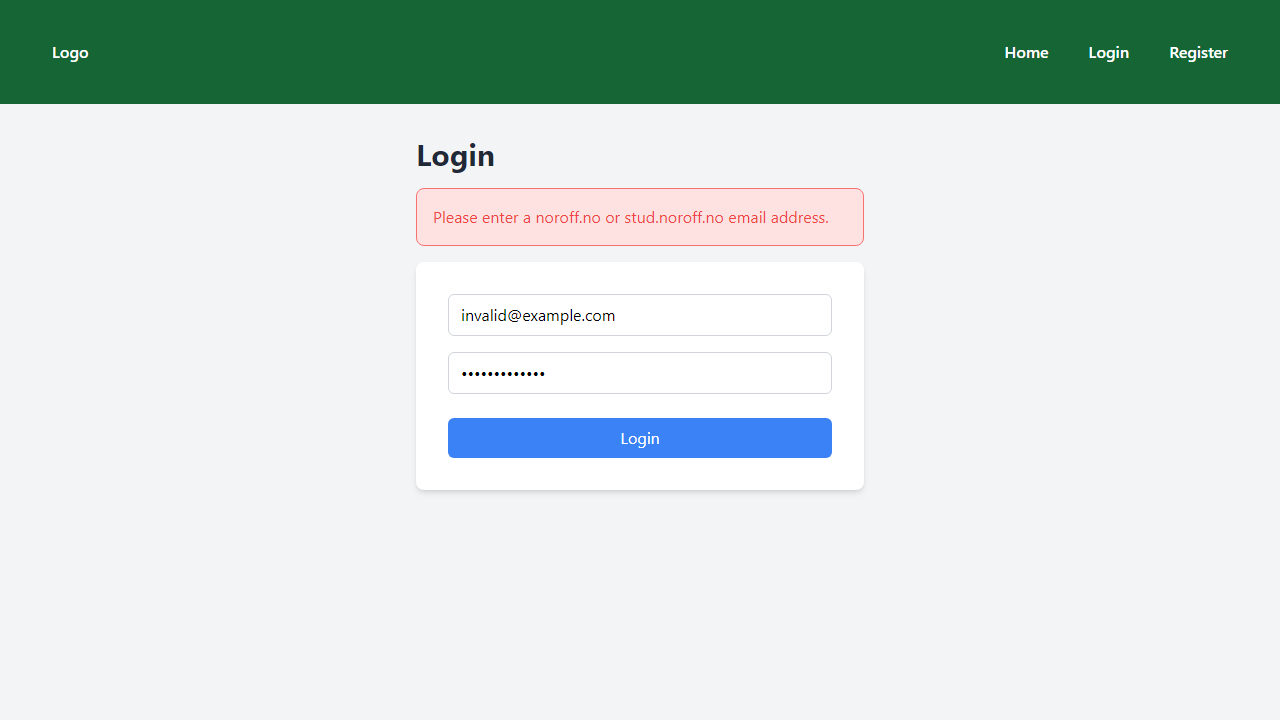 Logo
Home Login Register
Login
Please enter a noroff.no or stud.noroff.no email address.
invalid@example.com
•••••••••••••
Login